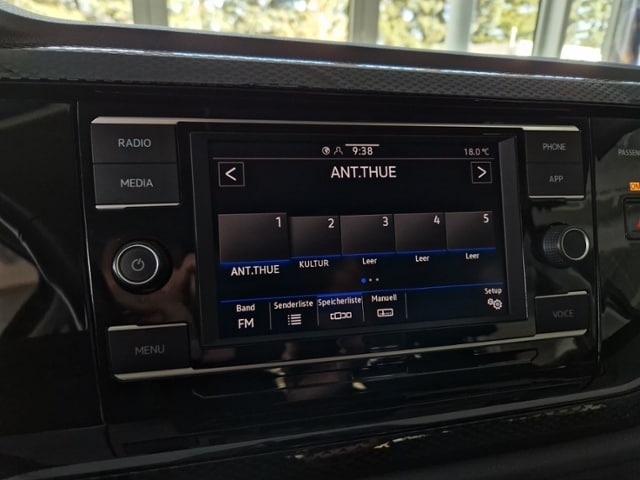 RADIO
MEDIA
MENU
PHONE
APP
VOICE
9:38
18.0 °C
<
ANT.THUE
>
1
2
3
4
5
ANT.THUE
KULTUR
Leer
Leer
Leer
Band
FM
Senderliste
Speicherliste
Manuell
Setup